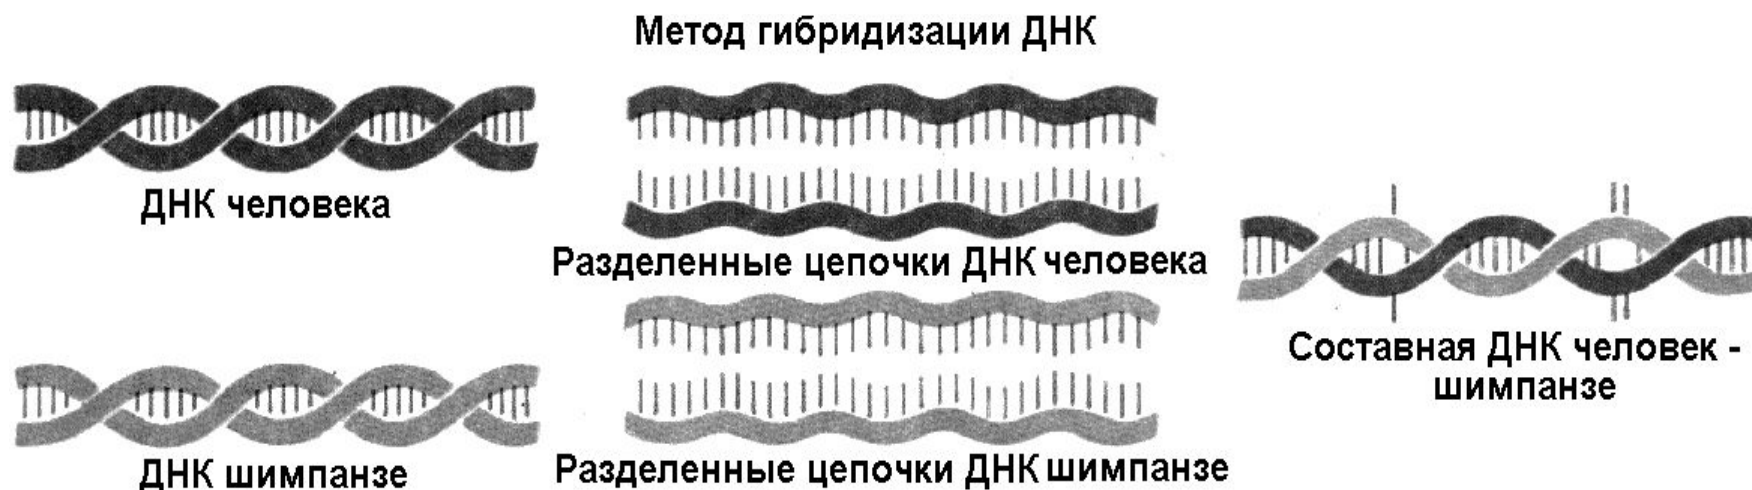 Метод гибридизации ДНК
ДНК человека
Разделенные цепочки ДНК человека
Составная ДНК человек -
шимпанзе
ДНК шимпанзе
Разделенные цепочки ДНК шимпанзе